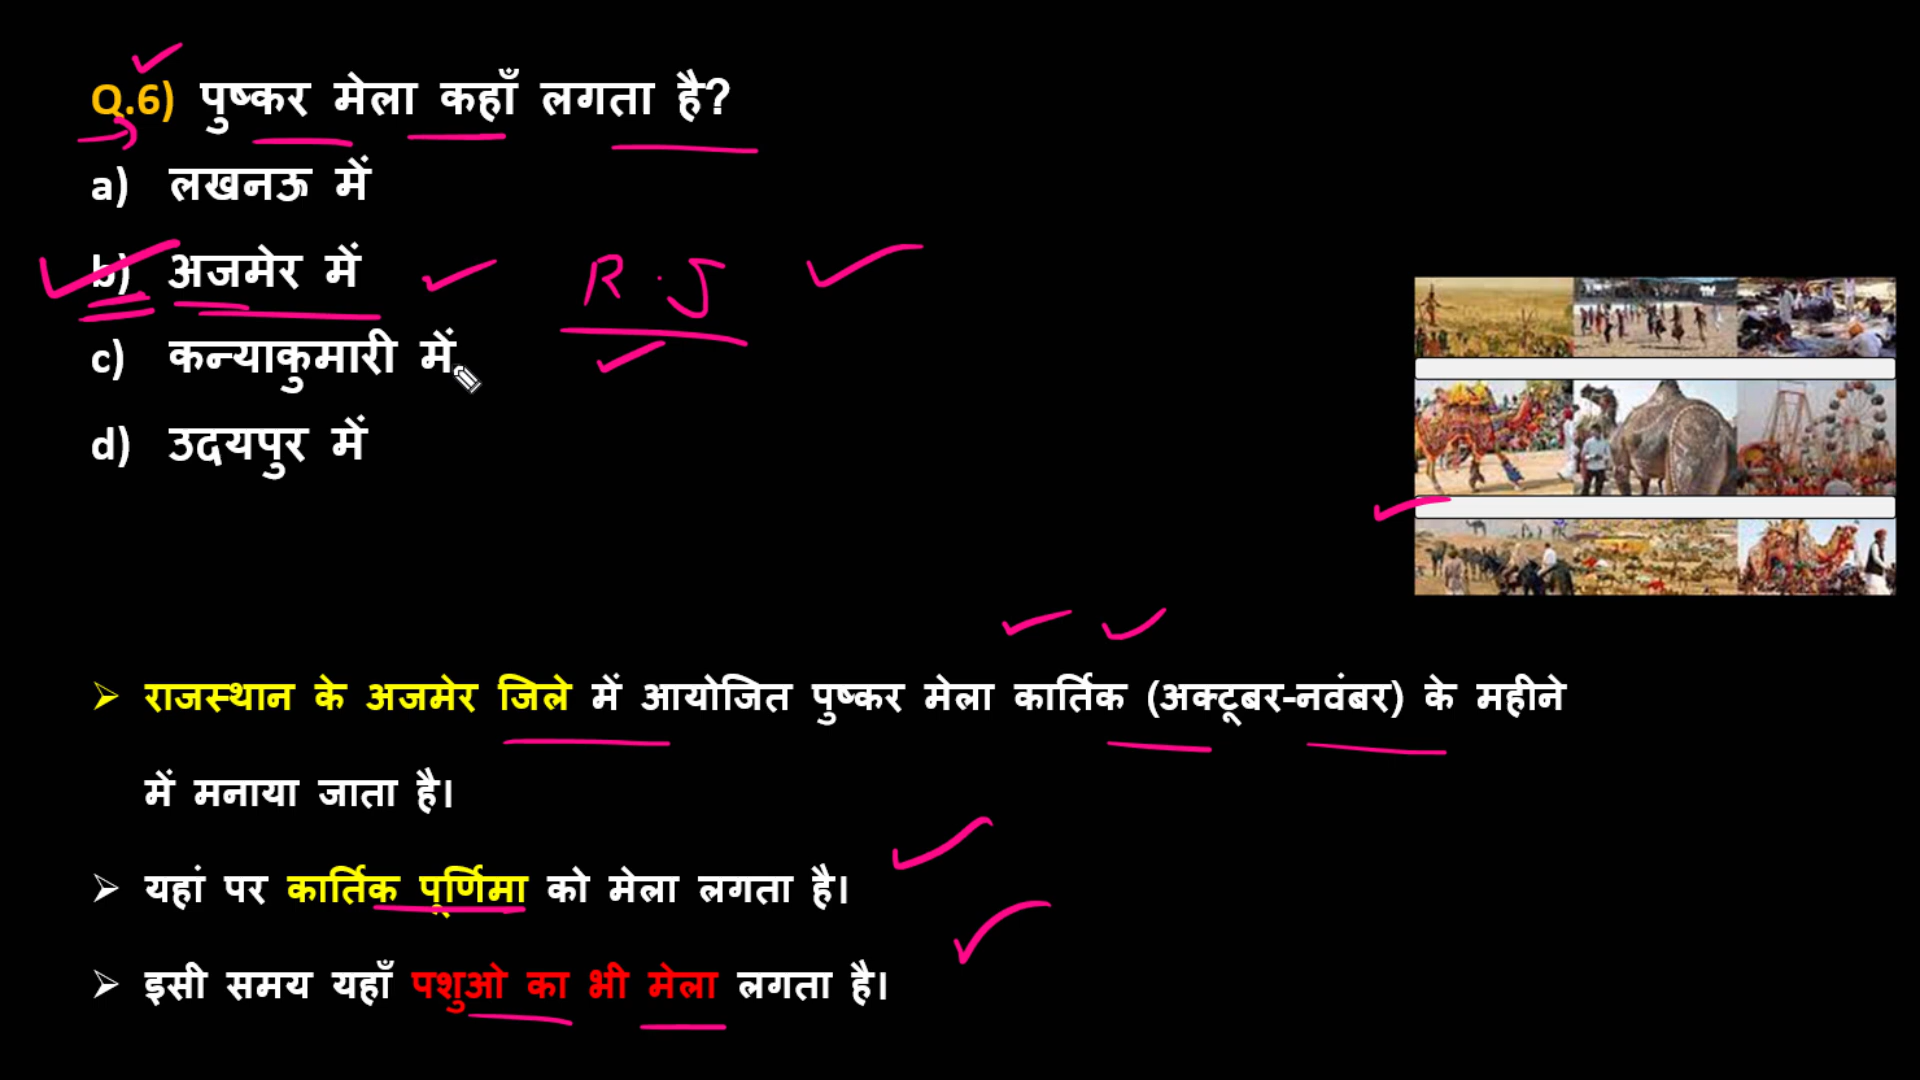 Q.6) पुष्कर मेला कहाँ लगता है?
a) लखनऊ में
b) अजमेर में
R.J
c) कन्याकुमारी में
d) उदयपुर में
➢ राजस्थान के अजमेर जिले में आयोजित पुष्कर मेला कार्तिक (अक्टूबर-नवंबर) के महीने
में मनाया जाता है।
➢ यहां पर कार्तिक पूर्णिमा को मेला लगता है।
➢ इसी समय यहाँ पशुओ का भी मेला लगता है।